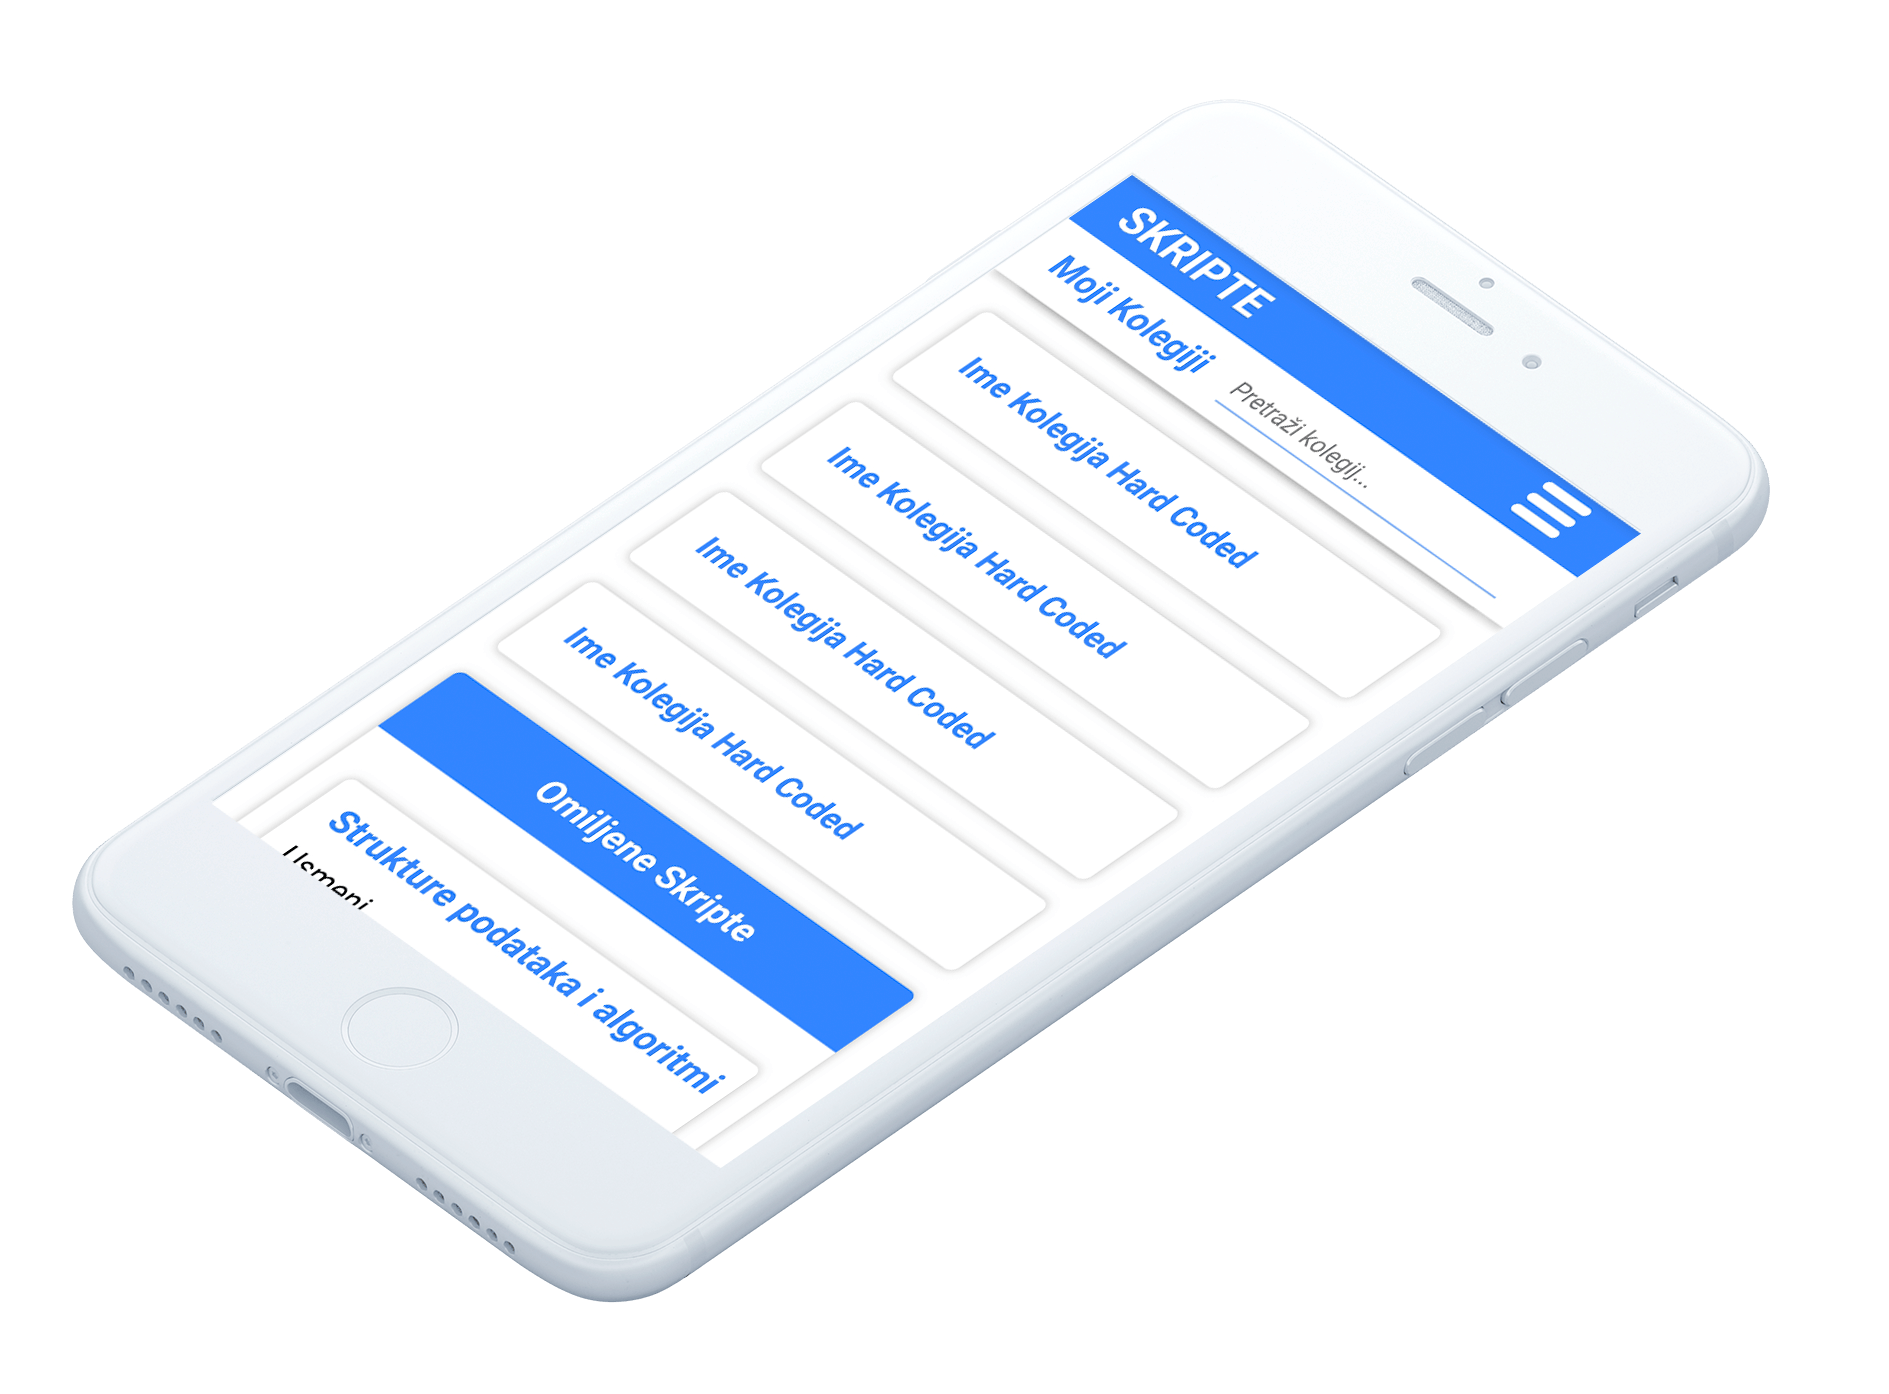 SKRIPTE
Moji Kolegiji
Pretraži kolegij...
Ime Kolegija Hard Coded
Ime Kolegija Hard Coded
Ime Kolegija Hard Coded
Ime Kolegija Hard Coded
Omiljene Skripte
Strukture podataka i algoritmi
Usmeni